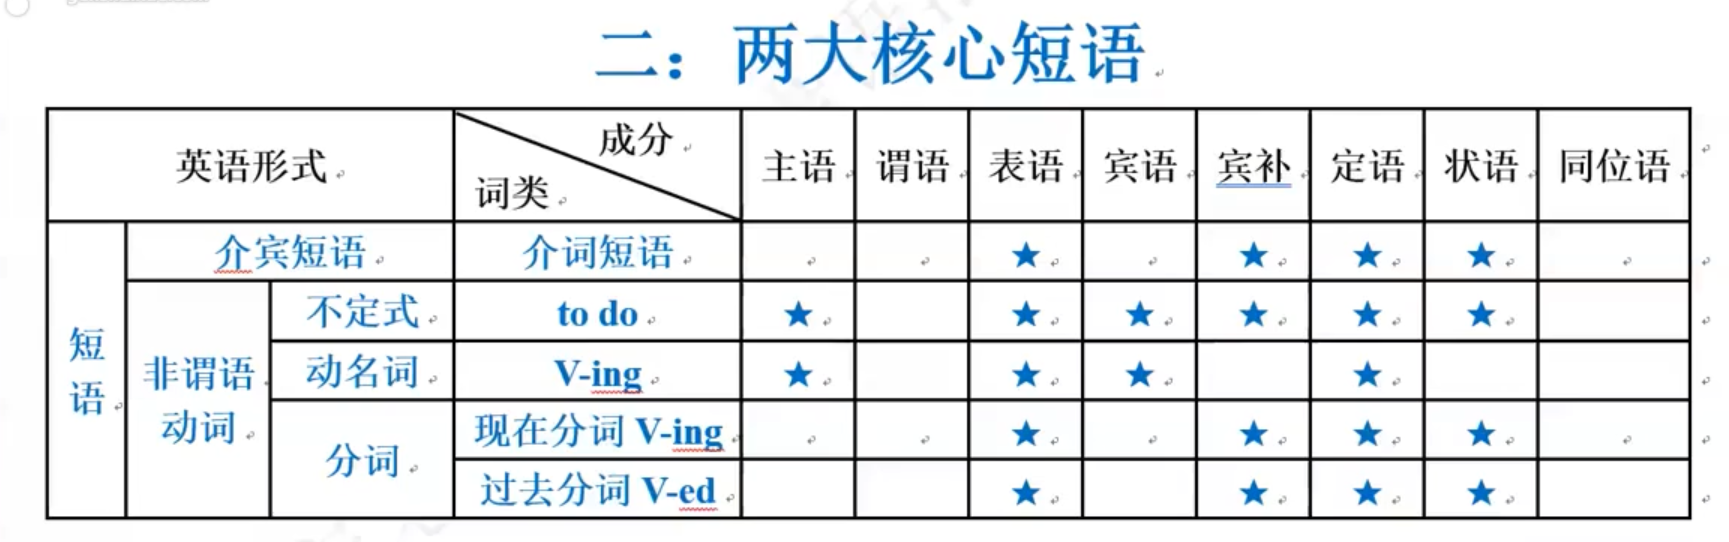 二：两大核心短语
英语形式 成分 词类 主语 谓语 表语 宾语 宾补 定语 状语 同位语
短语
介宾短语 介词短语 ★ ★ ★ ★
非谓语动词
不定式 to do ★ ★ ★ ★ ★ ★
动名词 V-ing ★ ★ ★ ★
分词
现在分词 V-ing ★ ★ ★ ★
过去分词 V-ed ★ ★ ★ ★